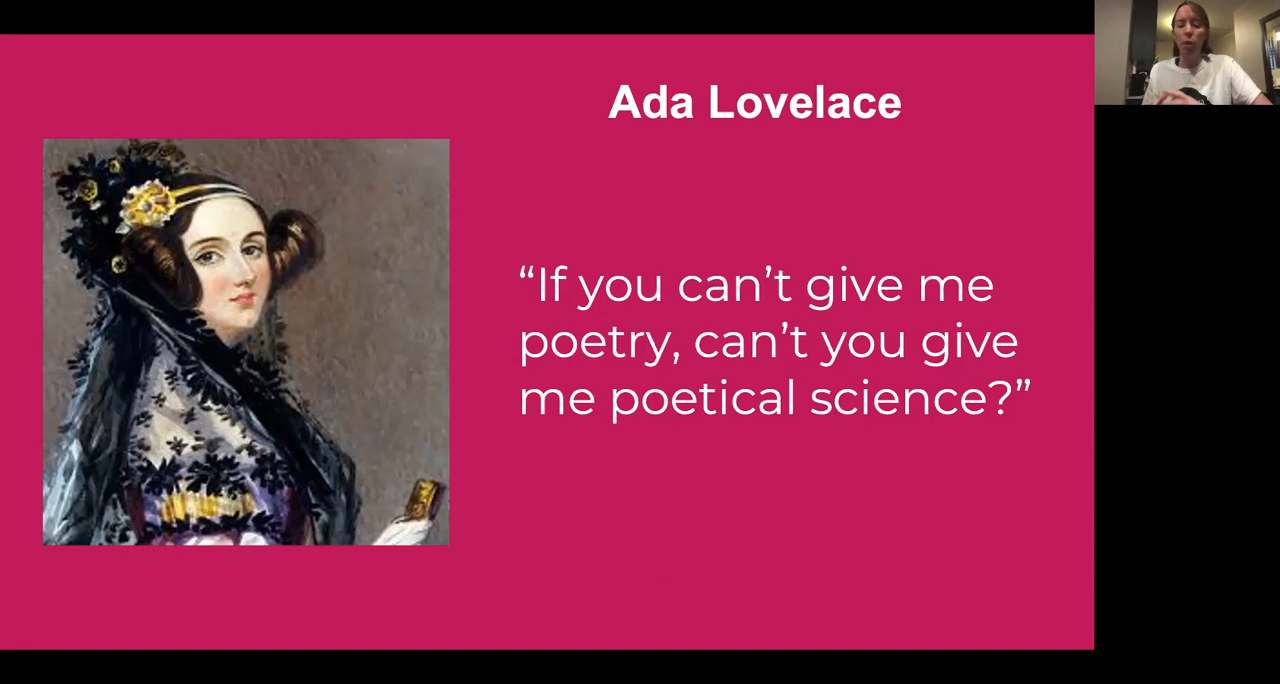 Ada Lovelace
“If you can’t give me
poetry, can’t you give
me poetical science?”